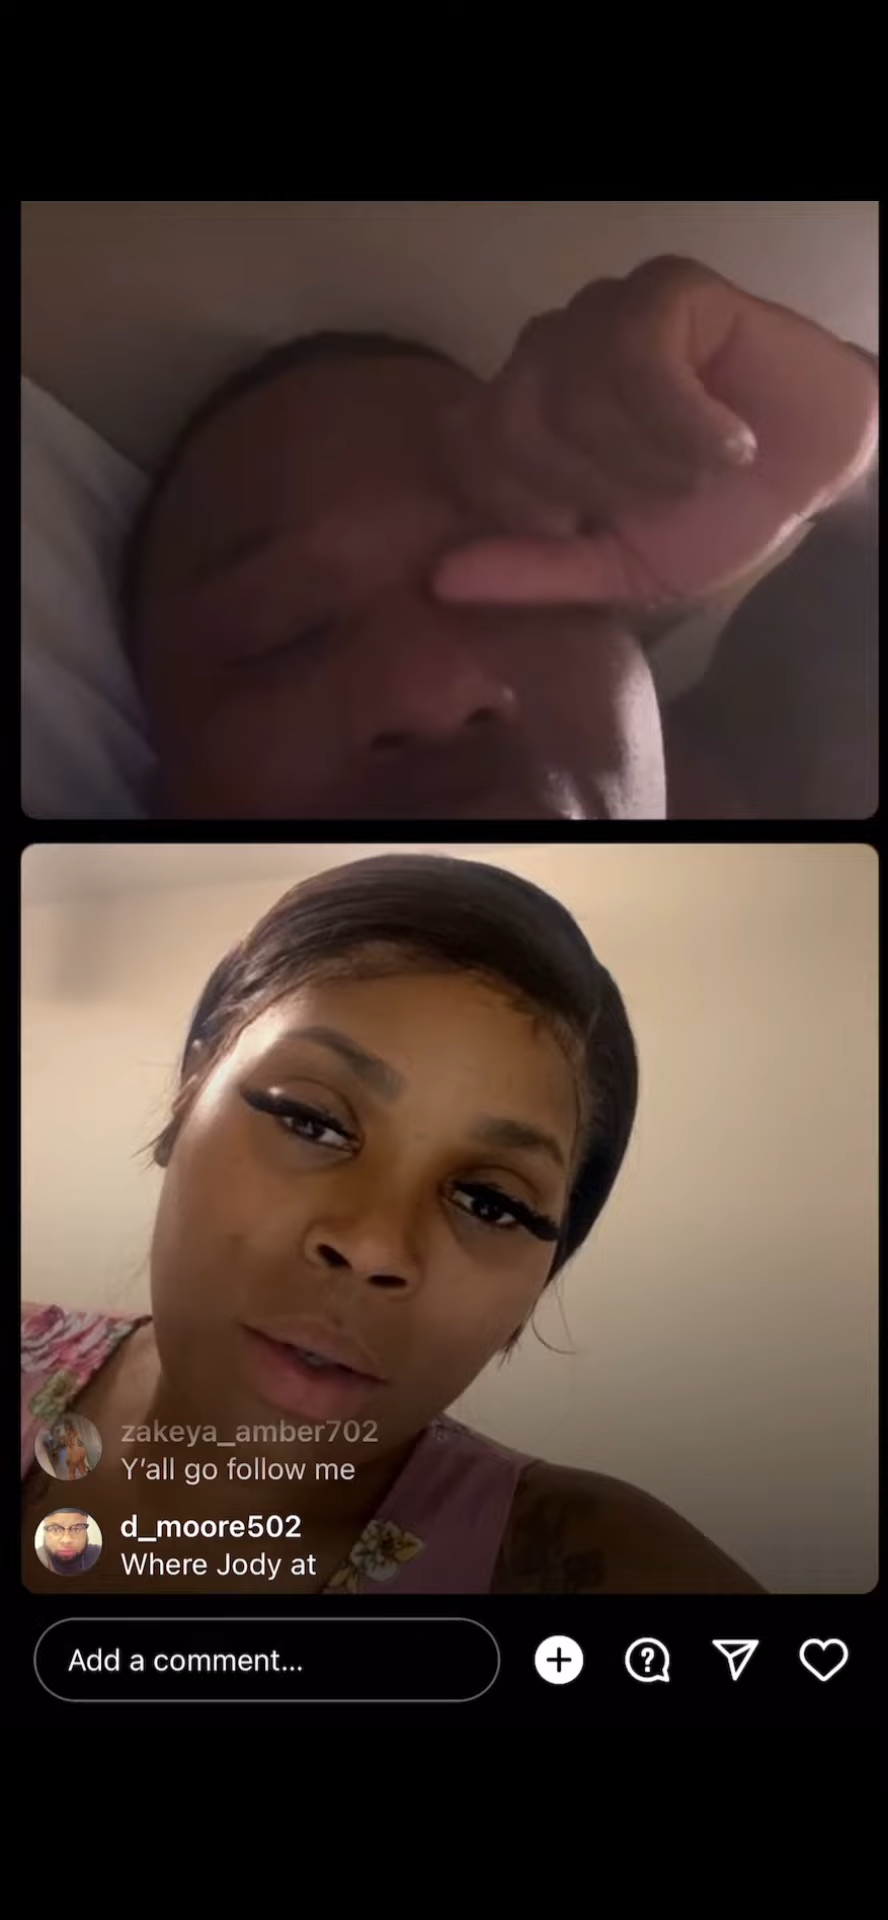 zakeya_amber702
Y'all go follow me
d_moore502
Where Jody at
Add a comment...